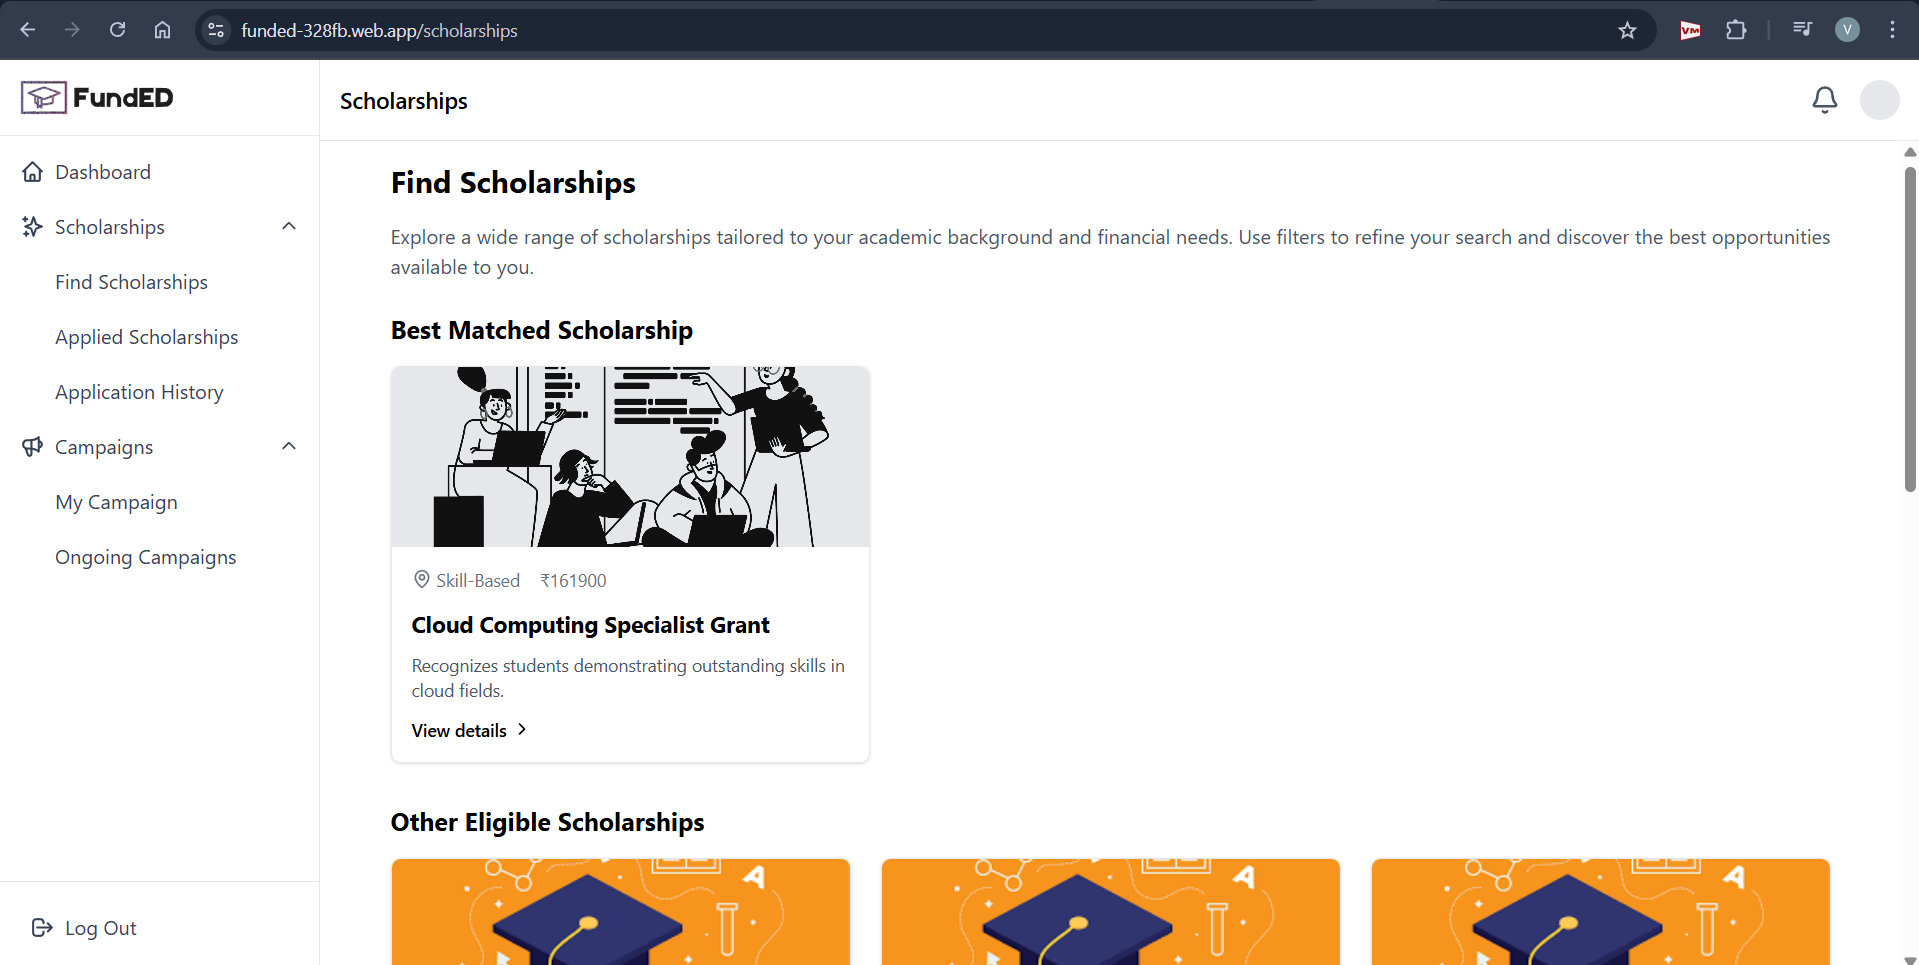 funded-328fb.web.app/scholarships
VM
V
FundED
Scholarships
Dashboard
Scholarships
Find Scholarships
Applied Scholarships
Application History
Campaigns
My Campaign
Ongoing Campaigns
Log Out
Find Scholarships
Explore a wide range of scholarships tailored to your academic background and financial needs. Use filters to refine your search and discover the best opportunities
available to you.
Best Matched Scholarship
Skill-Based ₹161900
Cloud Computing Specialist Grant
Recognizes students demonstrating outstanding skills in
cloud fields.
View details
Other Eligible Scholarships
A
A
A